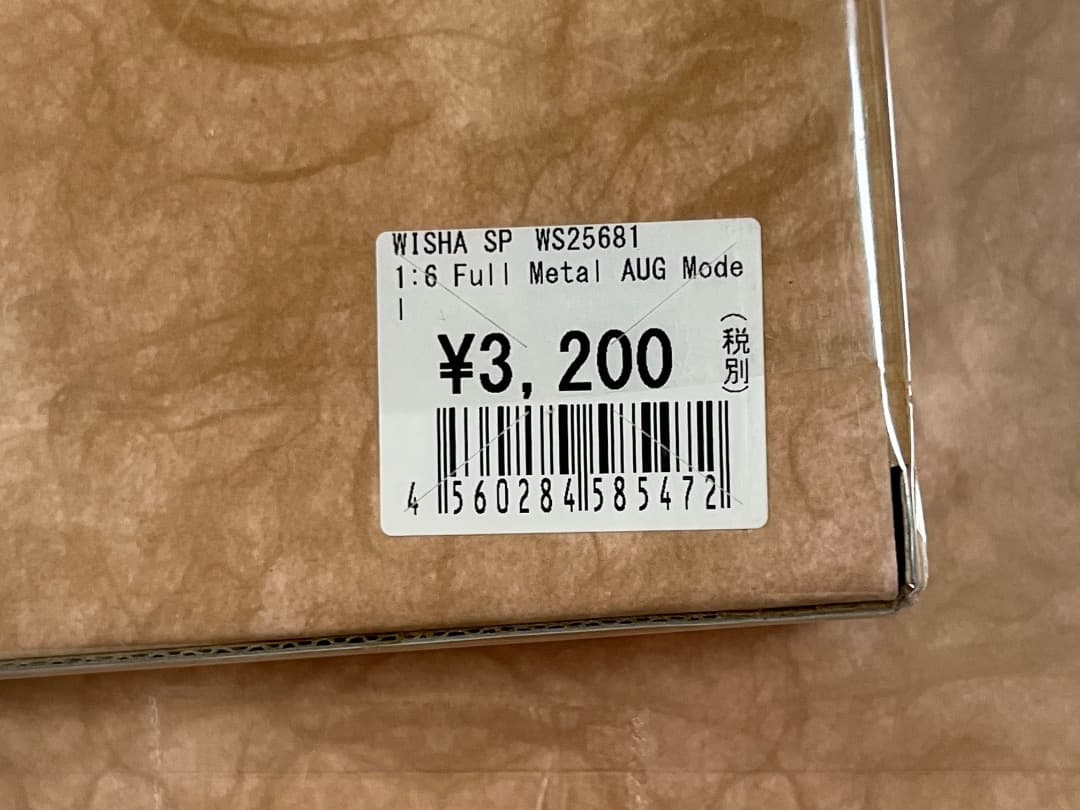 WISHA SP WS25681
1:6 Full Metal AUG Mode
l
¥3,200
(税別)
4 560284 585472